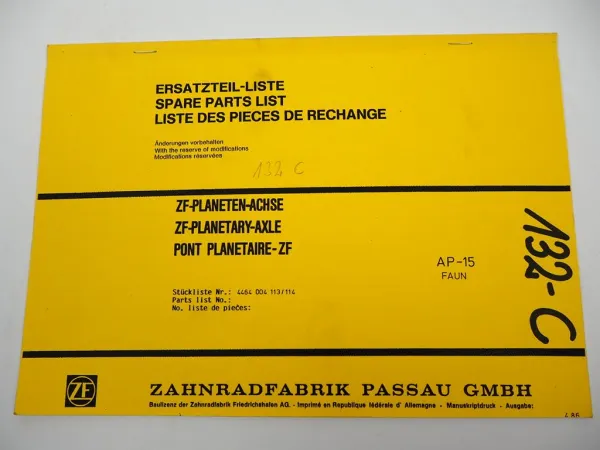 ERSATZTEIL-LISTE
SPARE PARTS LIST
LISTE DES PIECES DE RECHANGE
Änderungen vorbehalten
With the reserve of modifications
Modifications réservées
132 C
ZF-PLANETEN-ACHSE
ZF-PLANETARY-AXLE
PONT PLANETAIRE-ZF
AP-15
FAUN
Stückliste Nr.: 4464 004 113/114
Parts list No.:
No. liste de pièces:
132-C
ZF
ZAHNRADFABRIK PASSAU GMBH
Baulizenz der Zahnradfabrik Friedrichshafen AG. - Imprimé en Republique fédérale d' Allemagne - Manuskriptdruck - Ausgabe: